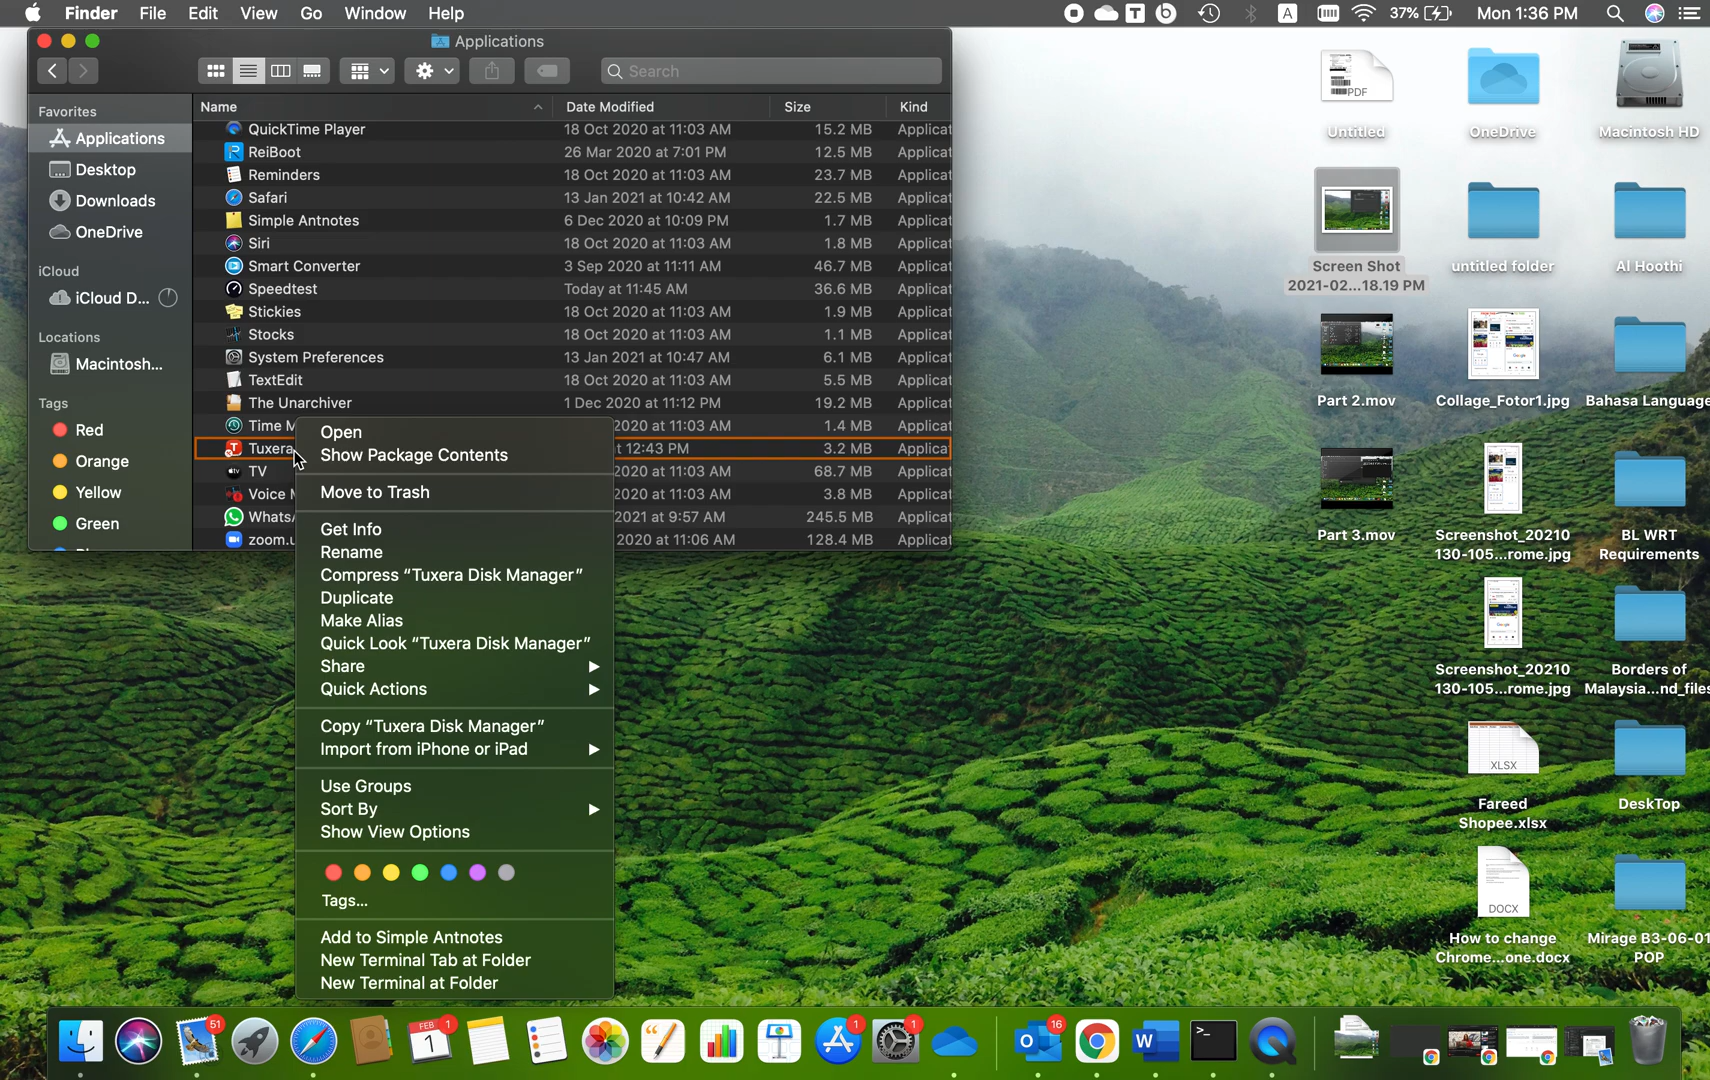 Finder File Edit View Go Window Help
A 37% Mon 1:36 PM
Applications
Search
Favorites
Applications
Desktop
Downloads
OneDrive
iCloud
iCloud D...
Locations
Macintosh...
Tags
Red
Orange
Yellow
Green
Name Date Modified Size Kind
QuickTime Player 18 Oct 2020 at 11:03 AM 15.2 MB Applicat
ReiBoot 26 Mar 2020 at 7:01 PM 12.5 MB Applicat
Reminders 18 Oct 2020 at 11:03 AM 23.7 MB Applicat
Safari 13 Jan 2021 at 10:42 AM 22.5 MB Applicat
Simple Antnotes 6 Dec 2020 at 10:09 PM 1.7 MB Applicat
Siri 18 Oct 2020 at 11:03 AM 1.8 MB Applicat
Smart Converter 3 Sep 2020 at 11:11 AM 46.7 MB Applicat
Speedtest Today at 11:45 AM 36.6 MB Applicat
Stickies 18 Oct 2020 at 11:03 AM 1.9 MB Applicat
Stocks 18 Oct 2020 at 11:03 AM 1.1 MB Applicat
System Preferences 13 Jan 2021 at 10:47 AM 6.1 MB Applicat
TextEdit 18 Oct 2020 at 11:03 AM 5.5 MB Applicat
The Unarchiver 1 Dec 2020 at 11:12 PM 19.2 MB Applicat
Time M 2020 at 11:03 AM 1.4 MB Applicat
Tuxera t 12:43 PM 3.2 MB Applica
TV 2020 at 11:03 AM 68.7 MB Applicat
Voice M 2020 at 11:03 AM 3.8 MB Applicat
Whats 2021 at 9:57 AM 245.5 MB Applicat
zoom.u 2020 at 11:06 AM 128.4 MB Applicat
Open
Show Package Contents
Move to Trash
Get Info
Rename
Compress “Tuxera Disk Manager”
Duplicate
Make Alias
Quick Look “Tuxera Disk Manager”
Share
Quick Actions
Copy “Tuxera Disk Manager”
Import from iPhone or iPad
Use Groups
Sort By
Show View Options
Tags...
Add to Simple Antnotes
New Terminal Tab at Folder
New Terminal at Folder
PDF
Untitled
OneDrive
Macintosh HD
Screen Shot
2021-02...18.19 PM
untitled folder
Al Hoothi
Part 2.mov
Collage_Fotor1.jpg
Bahasa Language
Part 3.mov
Screenshot_20210
130-105...rome.jpg
BL WRT
Requirements
Screenshot_20210
130-105...rome.jpg
Borders of
Malaysia...nd_files
XLSX
Fareed
Shopee.xlsx
DeskTop
DOCX
How to change
Chrome...one.docx
Mirage B3-06-01
POP
51
FEB 1
1
1
1
16